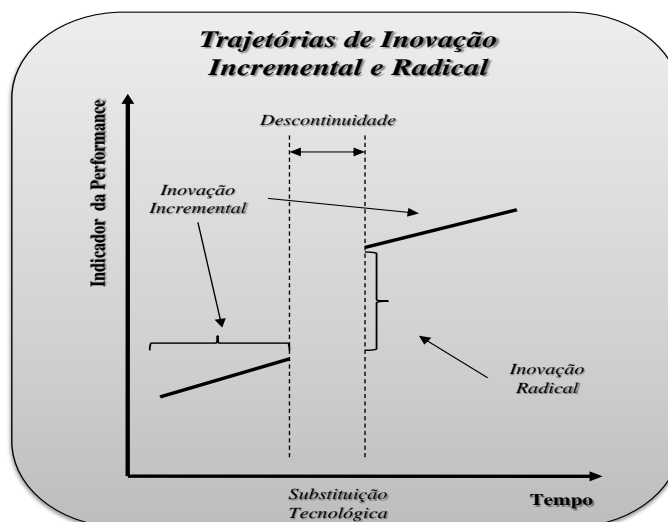 Trajetórias de Inovação
Incremental e Radical
Descontinuidade
Indicador da Performance
Inovação
Incremental
Inovação
Radical
Substituição
Tecnológica
Tempo